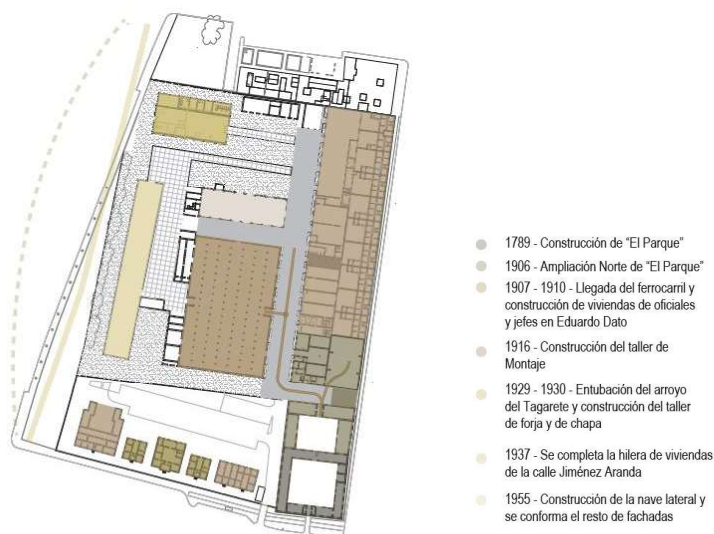 1789 - Construcción de "El Parque"
1906 - Ampliación Norte de "El Parque"
1907 - 1910 - Llegada del ferrocarril y
construcción de viviendas de oficiales
y jefes en Eduardo Dato
1916 - Construcción del taller de
Montaje
1929 - 1930 - Entubación del arroyo
del Tagarete y construcción del taller
de forja y de chapa
1937 - Se completa la hilera de viviendas
de la calle Jiménez Aranda
1955 - Construcción de la nave lateral y
se conforma el resto de fachadas